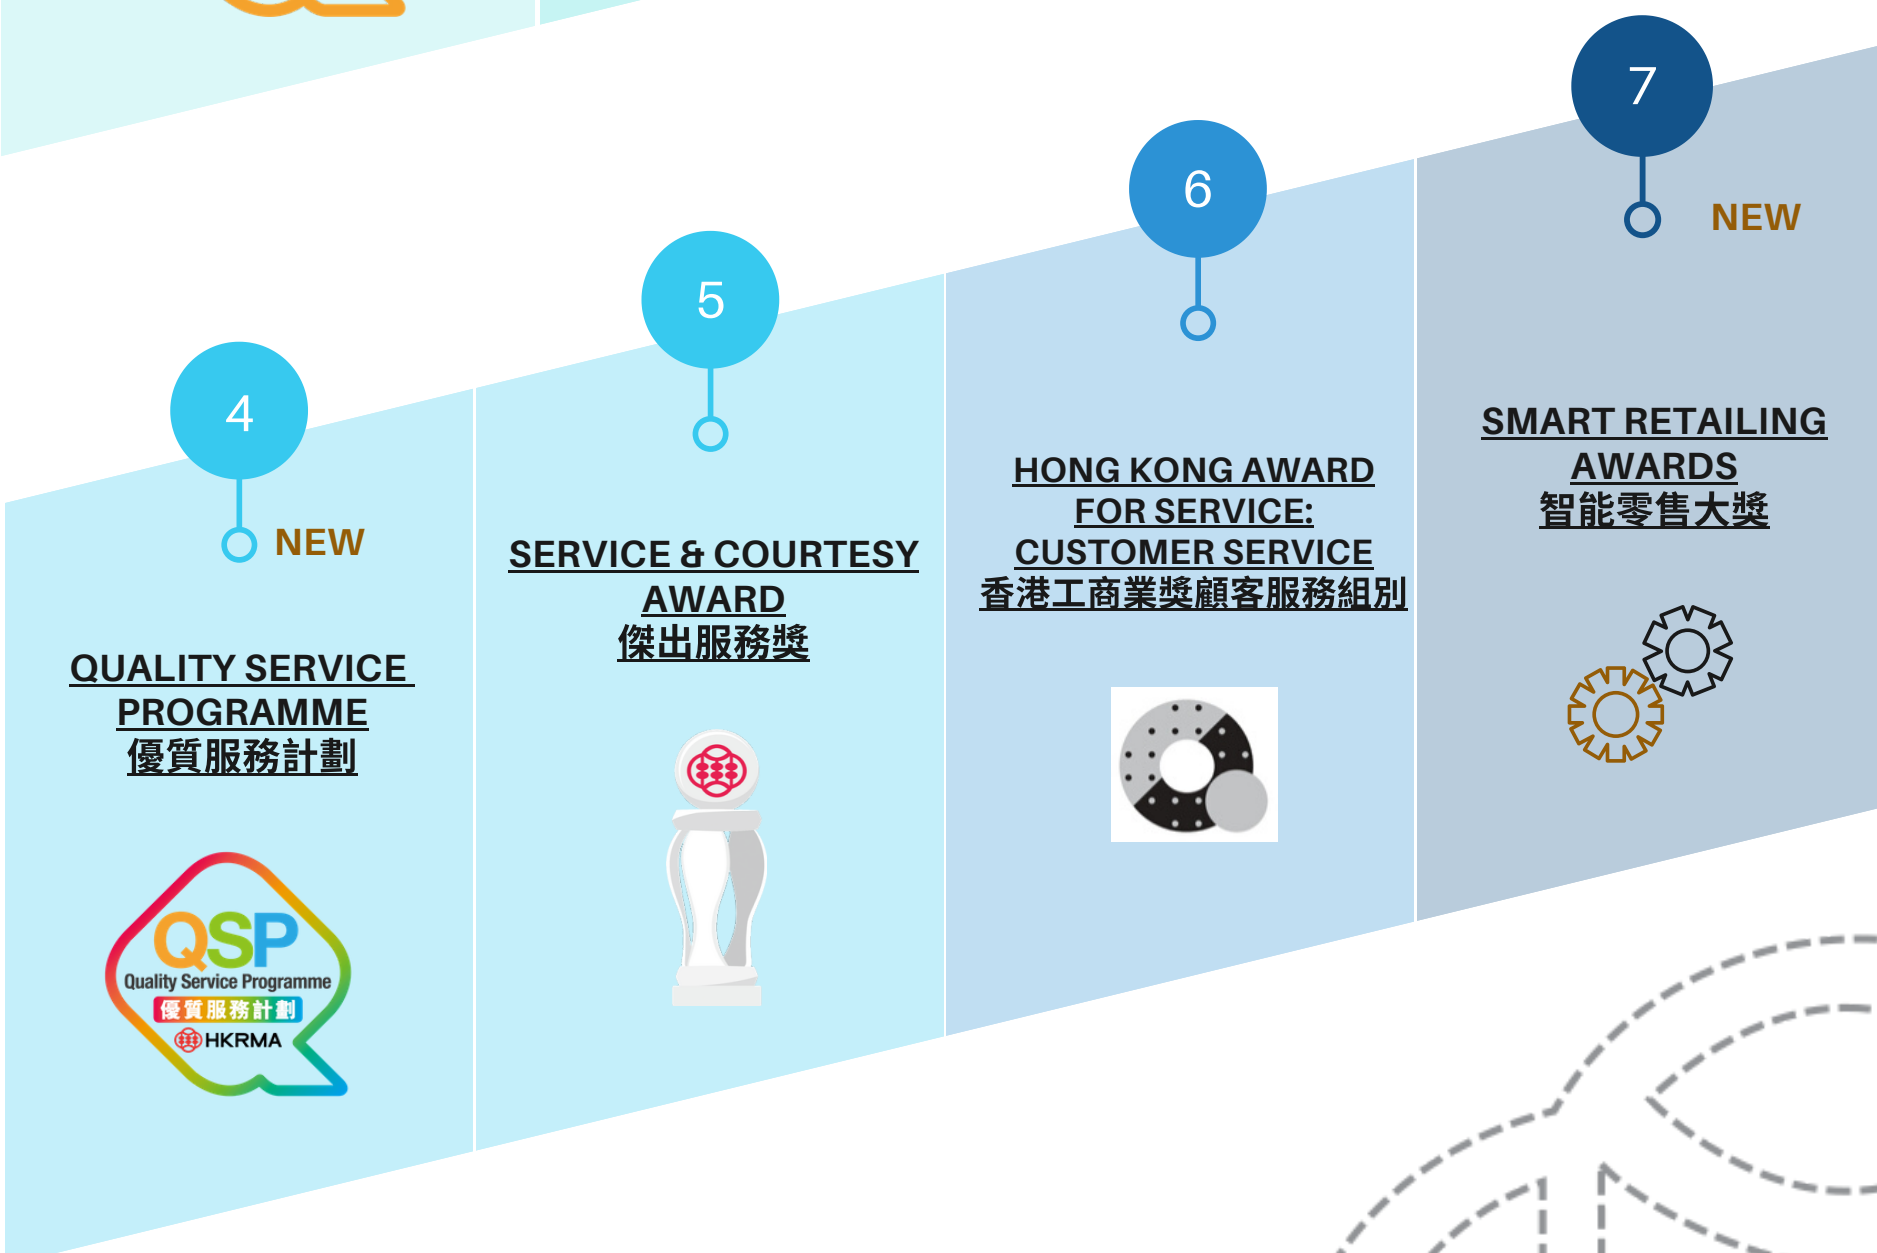 4
NEW
QUALITY SERVICE
PROGRAMME
優質服務計劃
QSP
Quality Service Programme
優質服務計劃
HKRMA
5
SERVICE & COURTESY
AWARD
傑出服務獎
6
HONG KONG AWARD
FOR SERVICE:
CUSTOMER SERVICE
香港工商業獎顧客服務組別
7
NEW
SMART RETAILING
AWARDS
智能零售大獎